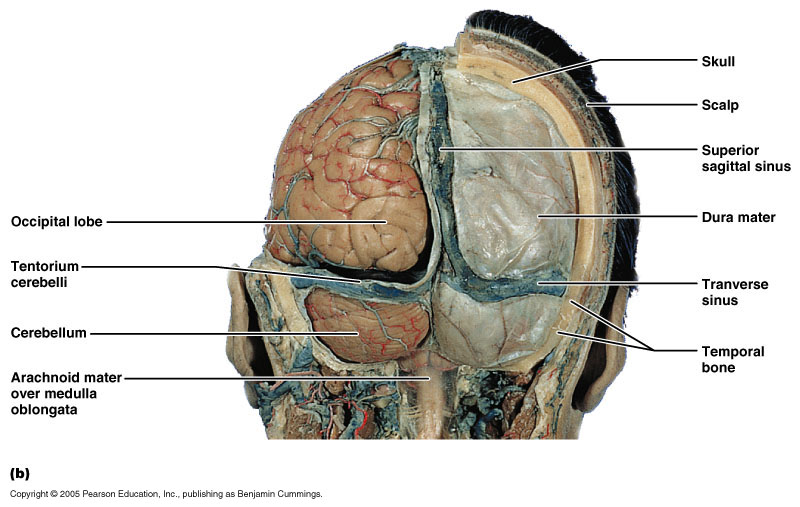 Skull
Scalp
Superior
sagittal sinus
Dura mater
Tranverse
sinus
Temporal
bone
Occipital lobe
Tentorium
cerebelli
Cerebellum
Arachnoid mater
over medulla
oblongata
(b)
Copyright © 2005 Pearson Education, Inc., publishing as Benjamin Cummings.